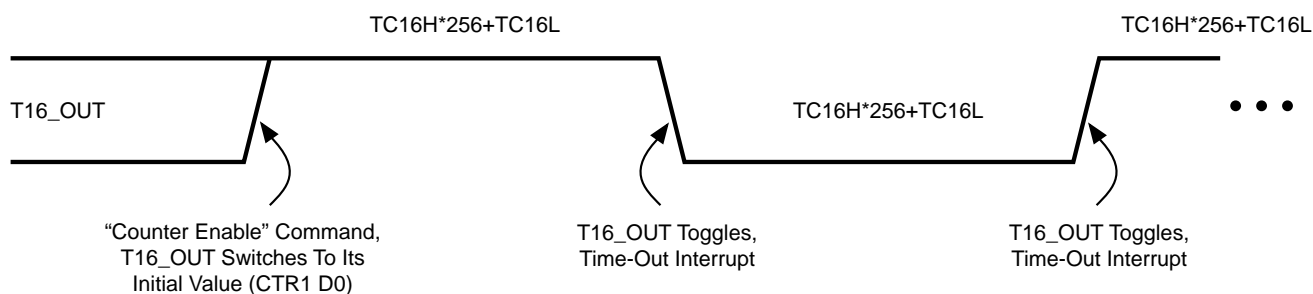 TC16H*256+TC16L
TC16H*256+TC16L
T16_OUT
TC16H*256+TC16L
“Counter Enable” Command,
T16_OUT Switches To Its
Initial Value (CTR1 D0)
T16_OUT Toggles,
Time-Out Interrupt
T16_OUT Toggles,
Time-Out Interrupt